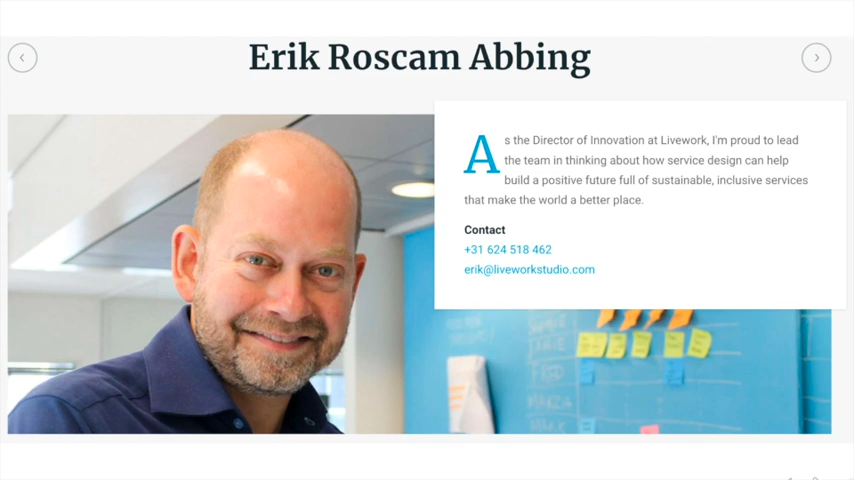 Erik Roscam Abbing
As the Director of Innovation at Livework, I'm proud to lead
the team in thinking about how service design can help
build a positive future full of sustainable, inclusive services
that make the world a better place.
Contact
+31 624 518 462
erik@liveworkstudio.com